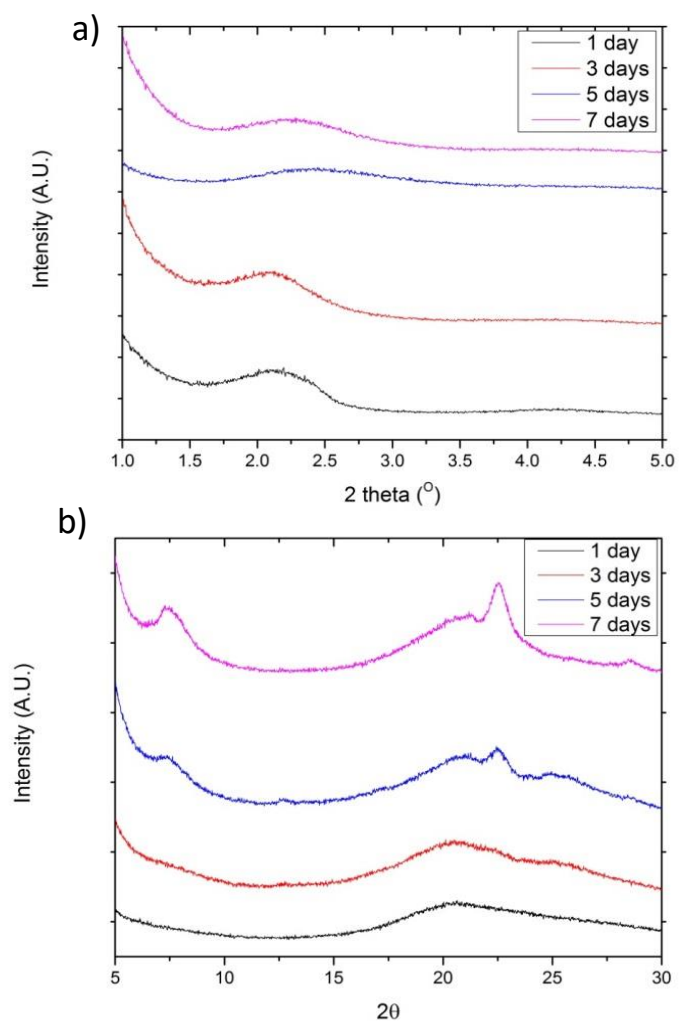 a)
1 day
3 days
5 days
7 days
Intensity (A.U.)
1.0 1.5 2.0 2.5 3.0 3.5 4.0 4.5 5.0
2 theta (O)
b)
1 day
3 days
5 days
7 days
Intensity (A.U.)
5 10 15 20 25 30
2θ